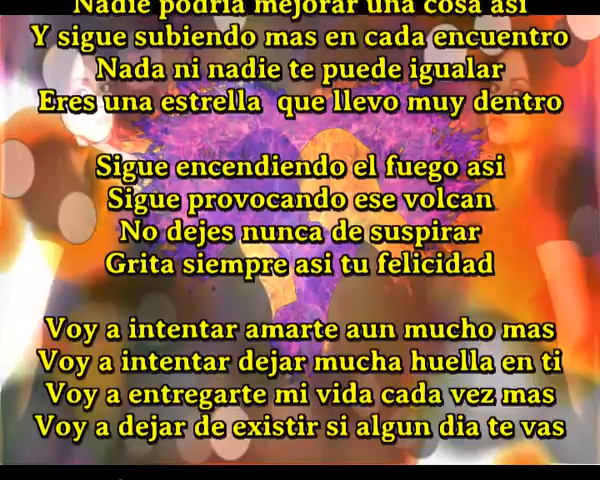 Nadie podria mejorar una cosa asi
Y sigue subiendo mas en cada encuentro
Nada ni nadie te puede igualar
Eres una estrella que llevo muy dentro
Sigue encendiendo el fuego asi
Sigue provocando ese volcan
No dejes nunca de suspirar
Grita siempre asi tu felicidad
Voy a intentar amarte aun mucho mas
Voy a intentar dejar mucha huella en ti
Voy a entregarte mi vida cada vez mas
Voy a dejar de existir si algun dia te vas